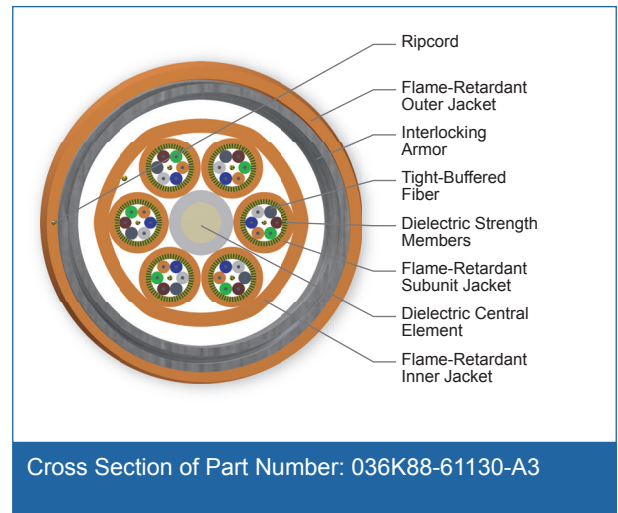 Ripcord
Flame-Retardant
Outer Jacket
Interlocking
Armor
Tight-Buffered
Fiber
Dielectric Strength
Members
Flame-Retardant
Subunit Jacket
Dielectric Central
Element
Flame-Retardant
Inner Jacket
Cross Section of Part Number: 036K88-61130-A3